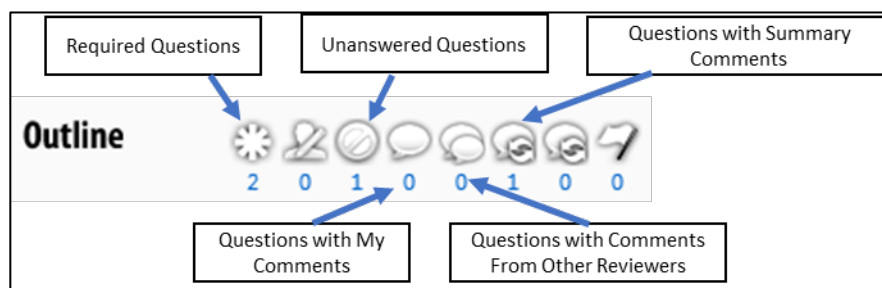 Required Questions
Unanswered Questions
Questions with Summary
Comments
Outline
2 0 1 0 0 1 0 0
Questions with My
Comments
Questions with Comments
From Other Reviewers